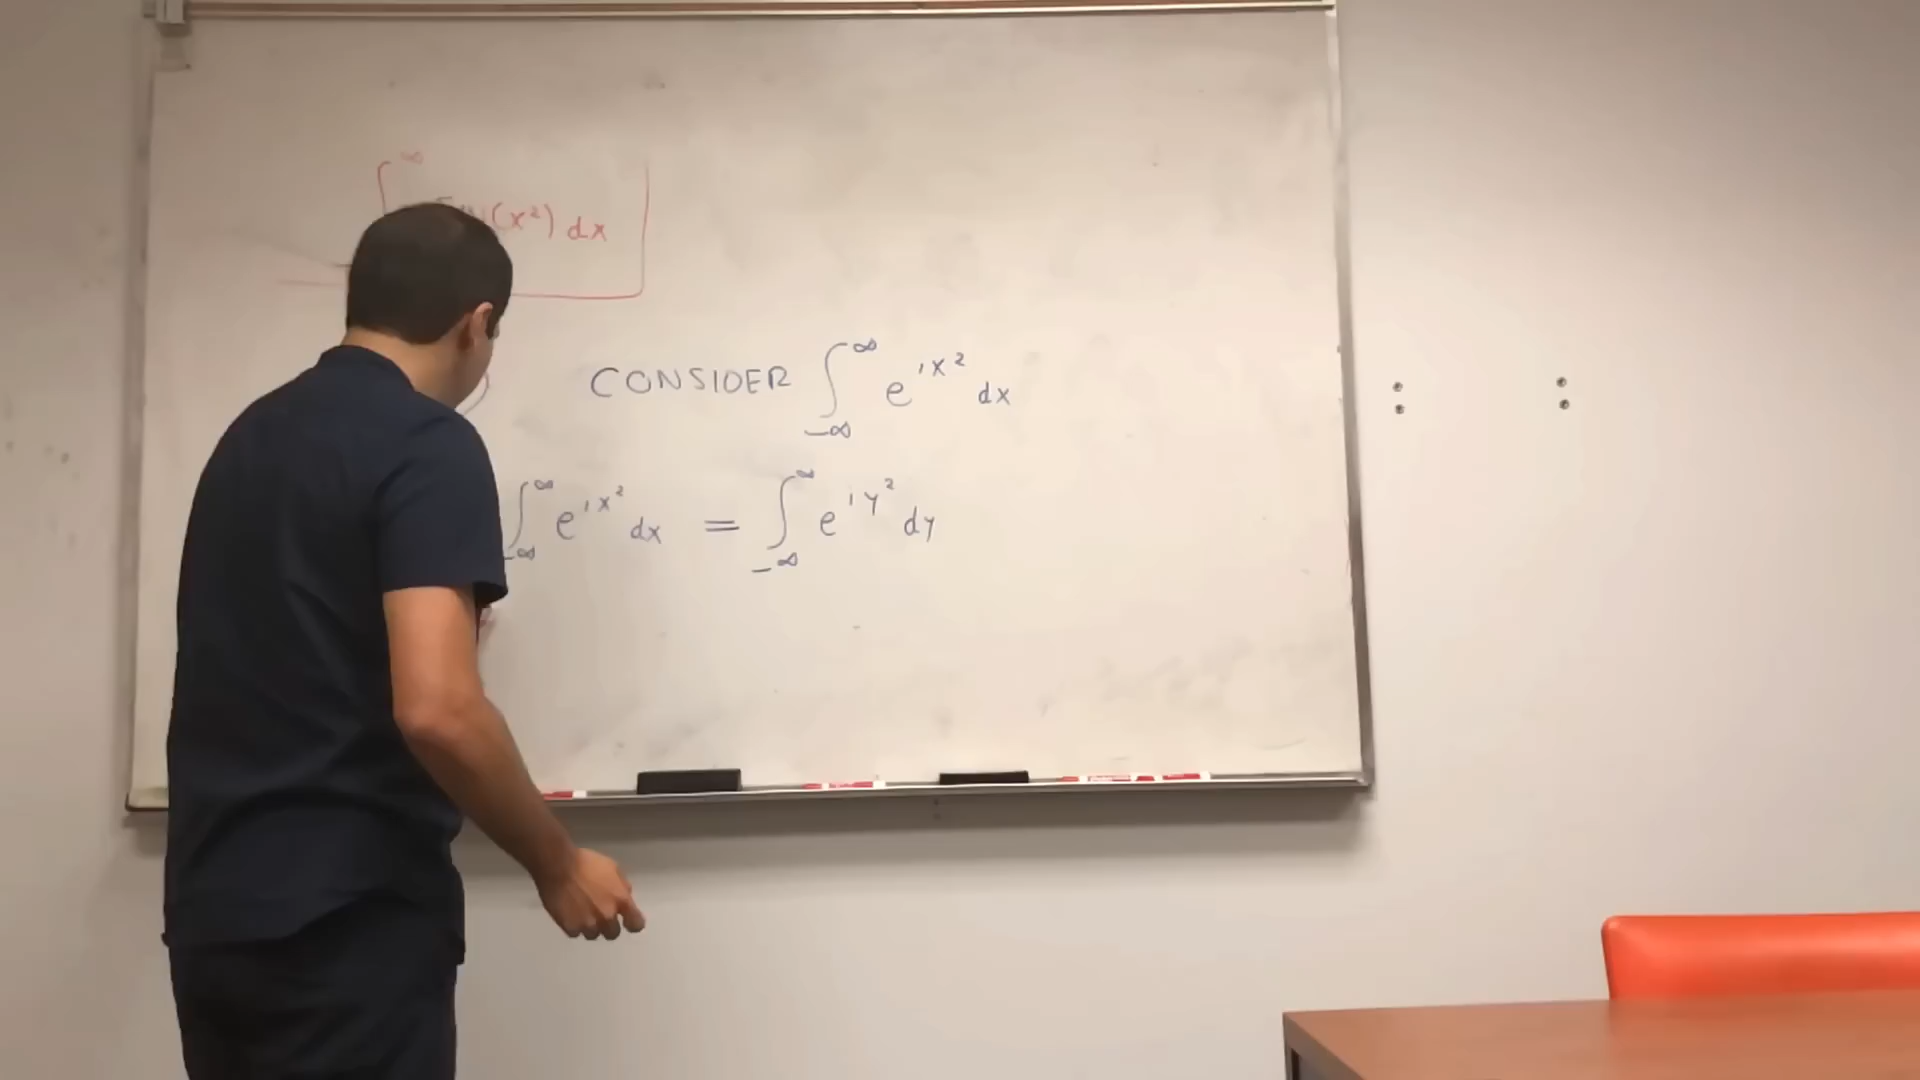 ∫^∞ (x²) dx
CONSIDER ∫_{-∞}^{∞} e^{ix²} dx
∫_{-∞}^{∞} e^{ix²} dx = ∫_{-∞}^{∞} e^{iy²} dy